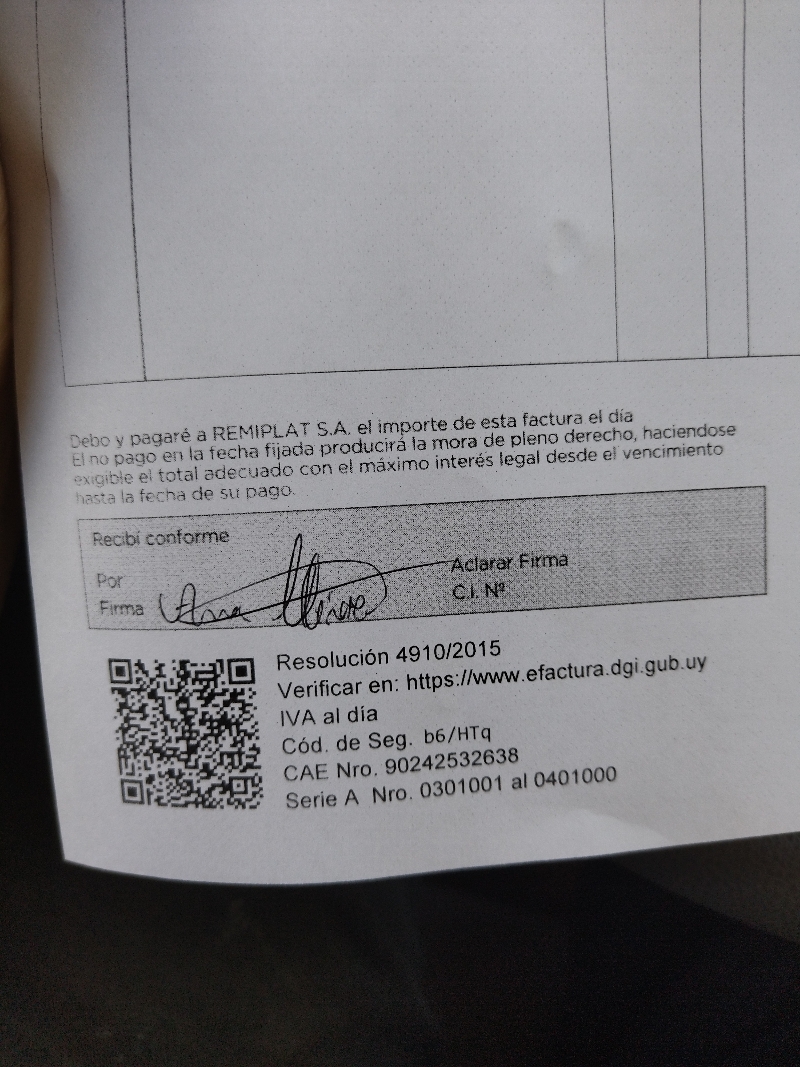 Debo y pagaré a REMIPLAT S.A. el importe de esta factura el día
El no pago en la fecha fijada producirá la mora de pleno derecho, haciendose
exigible el total adecuado con el máximo interés legal desde el vencimiento
hasta la fecha de su pago.
Recibí conforme
Por
Firma Ana
Aclarar Firma
C.I. Nº
Resolución 4910/2015
Verificar en: https://www.efactura.dgi.gub.uy
IVA al día
Cód. de Seg. b6/HTq
CAE Nro. 90242532638
Serie A Nro. 0301001 al 0401000